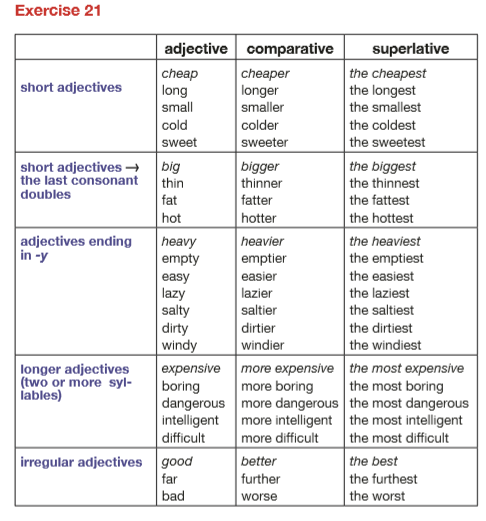 Exercise 21
adjective comparative superlative
short adjectives
cheap cheaper the cheapest
long longer the longest
small smaller the smallest
cold colder the coldest
sweet sweeter the sweetest
short adjectives → the last consonant doubles
big bigger the biggest
thin thinner the thinnest
fat fatter the fattest
hot hotter the hottest
adjectives ending in -y
heavy heavier the heaviest
empty emptier the emptiest
easy easier the easiest
lazy lazier the laziest
salty saltier the saltiest
dirty dirtier the dirtiest
windy windier the windiest
longer adjectives (two or more syl-lables)
expensive more expensive the most expensive
boring more boring the most boring
dangerous more dangerous the most dangerous
intelligent more intelligent the most intelligent
difficult more difficult the most difficult
irregular adjectives
good better the best
far further the furthest
bad worse the worst